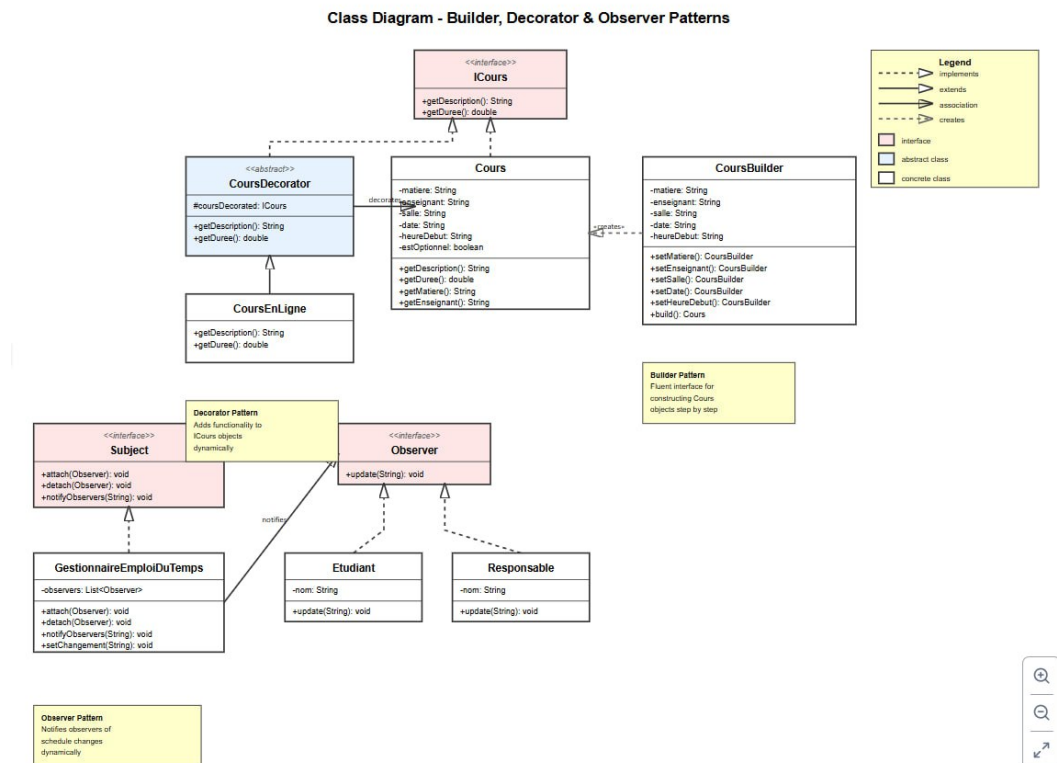 Class Diagram - Builder, Decorator & Observer Patterns
<<interface>>
ICours
+getDescription(): String
+getDuree(): double
Legend
implements
extends
association
creates
interface
abstract class
concrete class
<<abstract>>
CoursDecorator
#coursDecorated: ICours
+getDescription(): String
+getDuree(): double
decorates
Cours
-matiere: String
-enseignant: String
-salle: String
-date: String
-heureDebut: String
-estOptionnel: boolean
+getDescription(): String
+getDuree(): double
+getMatiere(): String
+getEnseignant(): String
«creates»
CoursBuilder
-matiere: String
-enseignant: String
-salle: String
-date: String
-heureDebut: String
+setMatiere(): CoursBuilder
+setEnseignant(): CoursBuilder
+setSalle(): CoursBuilder
+setDate(): CoursBuilder
+setHeureDebut(): CoursBuilder
+build(): Cours
CoursEnLigne
+getDescription(): String
+getDuree(): double
Builder Pattern
Fluent interface for
constructing Cours
objects step by step
Decorator Pattern
Adds functionality to
ICours objects
dynamically
<<interface>>
Subject
+attach(Observer): void
+detach(Observer): void
+notifyObservers(String): void
<<interface>>
Observer
+update(String): void
notifies
GestionnaireEmploiDuTemps
-observers: List<Observer>
+attach(Observer): void
+detach(Observer): void
+notifyObservers(String): void
+setChangement(String): void
Etudiant
-nom: String
+update(String): void
Responsable
-nom: String
+update(String): void
Observer Pattern
Notifies observers of
schedule changes
dynamically